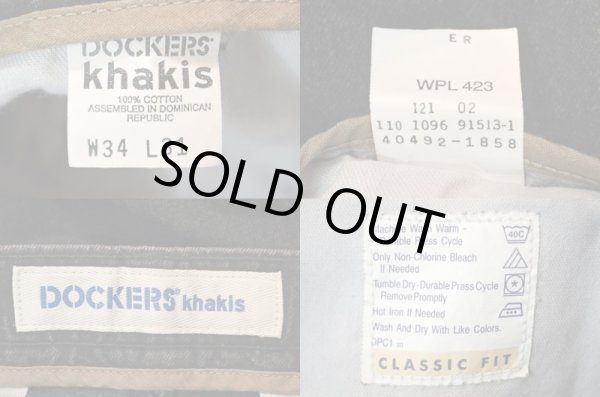 DOCKERS®
khakis
100% COTTON
ASSEMBLED IN DOMINICAN
REPUBLIC
W34 L31
E R
WPL 423
121 02
110 1096 91513-1
40492-1858
SOLD OUT
DOCKERS® khakis
Machine Wash Warm -
Durable Press Cycle
40C
Only Non-Chlorine Bleach
If Needed
Tumble Dry-Durable Press Cycle
Remove Promptly
Hot Iron If Needed
Wash And Dry With Like Colors.
DPC1
CLASSIC FIT